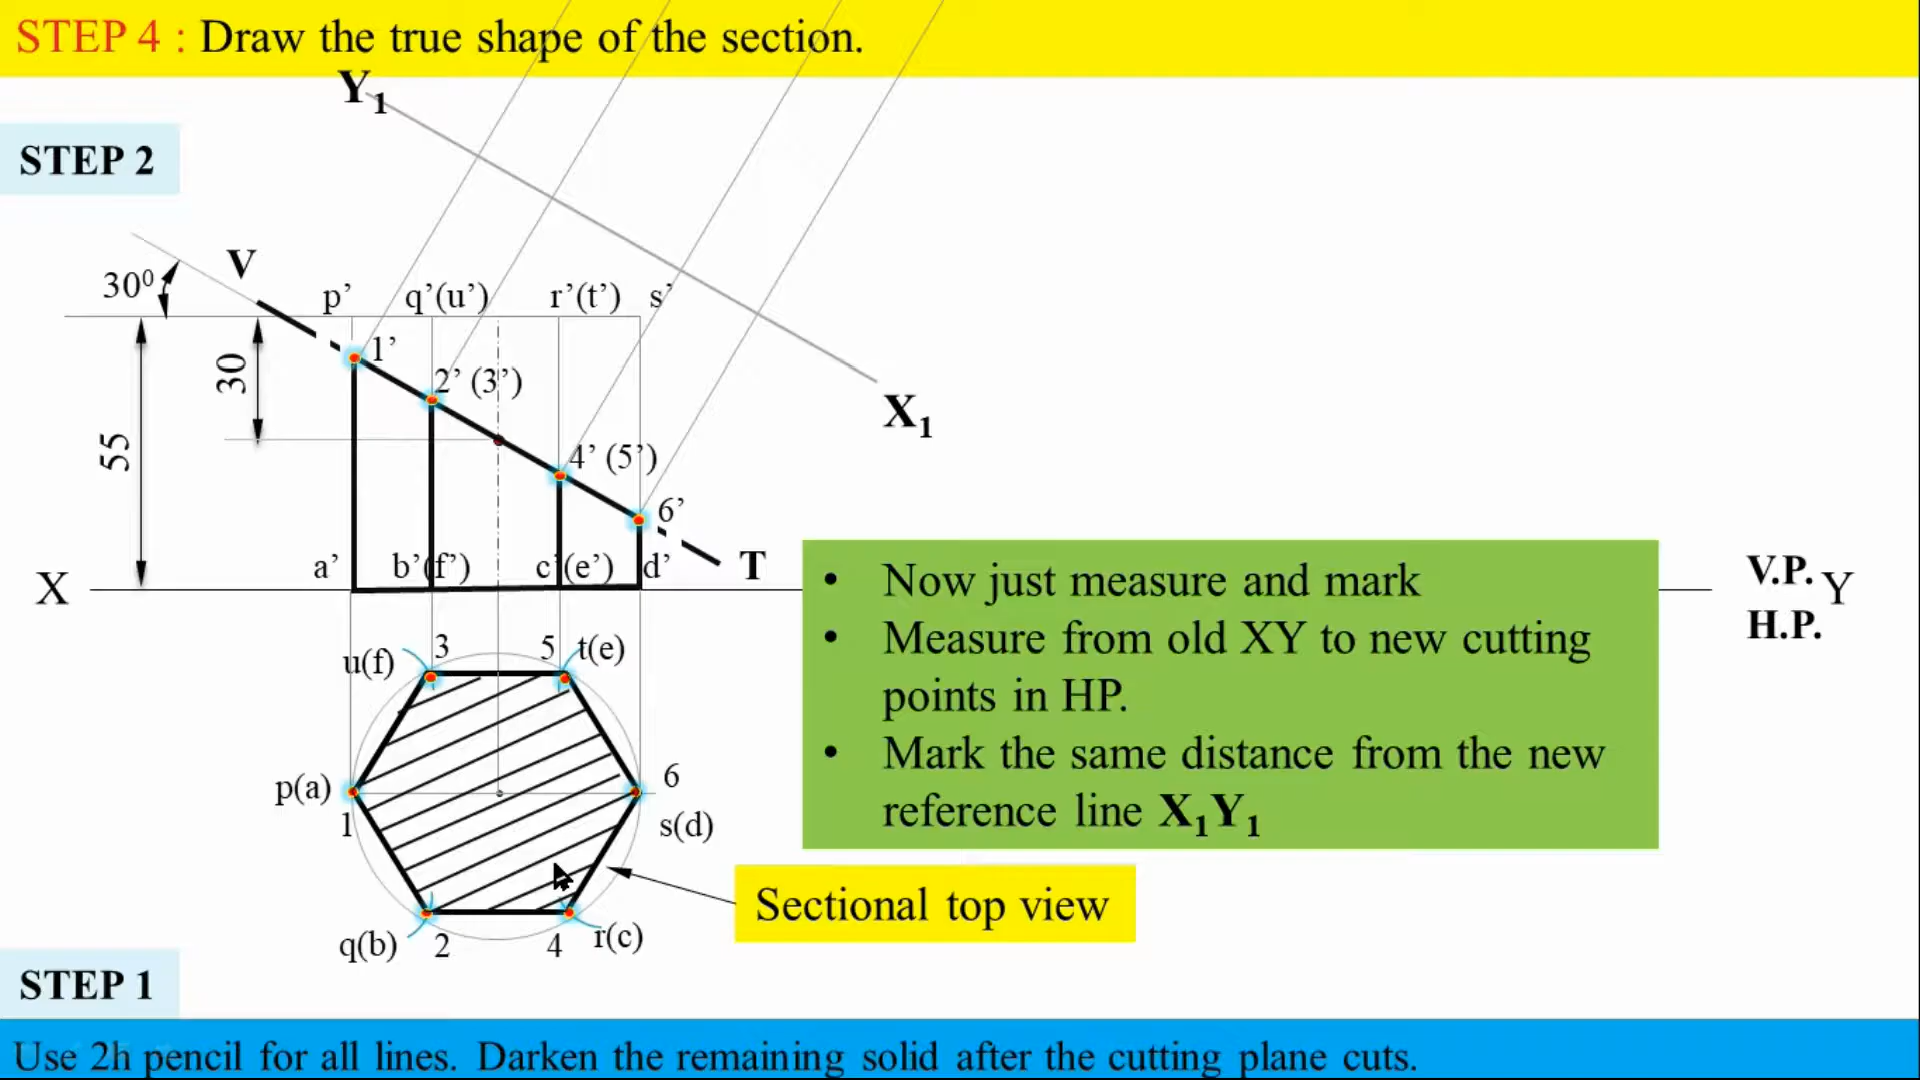 STEP 4 : Draw the true shape of the section.
Y₁
STEP 2
V
30⁰
p’ q’(u’) r’(t’) s’
1’
30
2’ (3’)
X₁
55
4’ (5’)
6’
a’ b’(f’) c’(e’) d’ T
X
V.P.
Y
H.P.
• Now just measure and mark
• Measure from old XY to new cutting
points in HP.
• Mark the same distance from the new
reference line X₁Y₁
u(f) 3 5 t(e)
p(a) 6
1 s(d)
Sectional top view
q(b) 2 4 r(c)
STEP 1
Use 2h pencil for all lines. Darken the remaining solid after the cutting plane cuts.